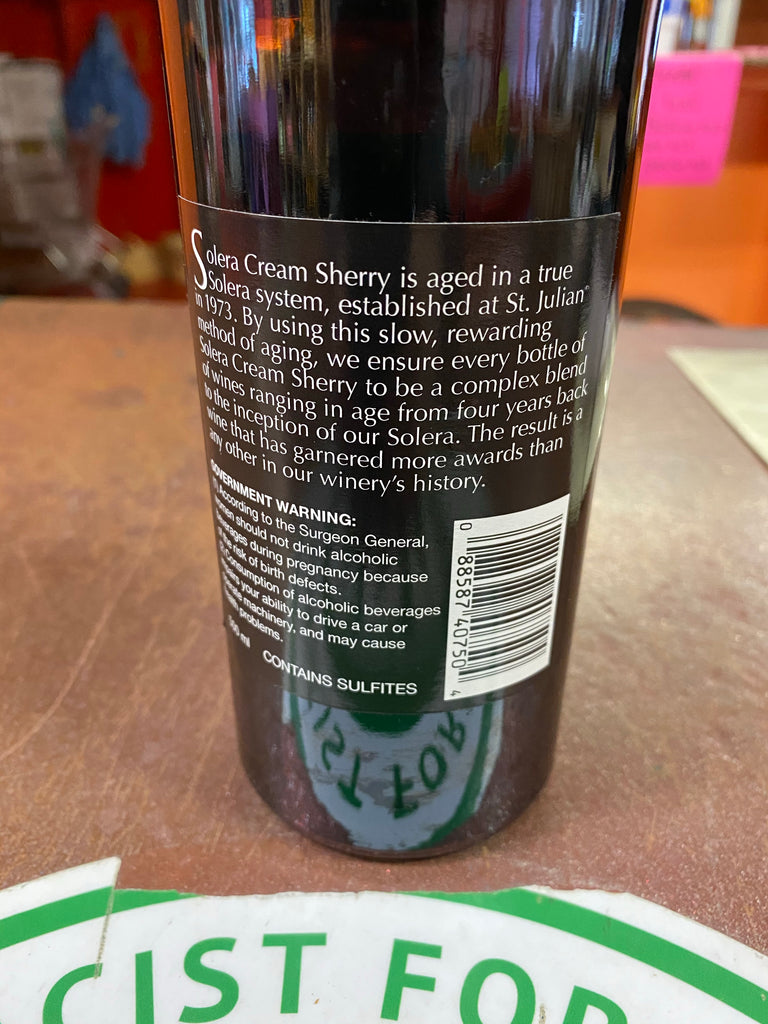 Solera Cream Sherry is aged in a true
Solera system, established at St. Julian®
in 1973. By using this slow, rewarding
method of aging, we ensure every bottle of
Solera Cream Sherry to be a complex blend
of wines ranging in age from four years back
to the inception of our Solera. The result is a
wine that has garnered more awards than
any other in our winery's history.
GOVERNMENT WARNING:
According to the Surgeon General,
women should not drink alcoholic
beverages during pregnancy because
the risk of birth defects.
Consumption of alcoholic beverages
your ability to drive a car or
machinery, and may cause
problems.
ml
CONTAINS SULFITES
0 88587 40750 4
CIST FOR